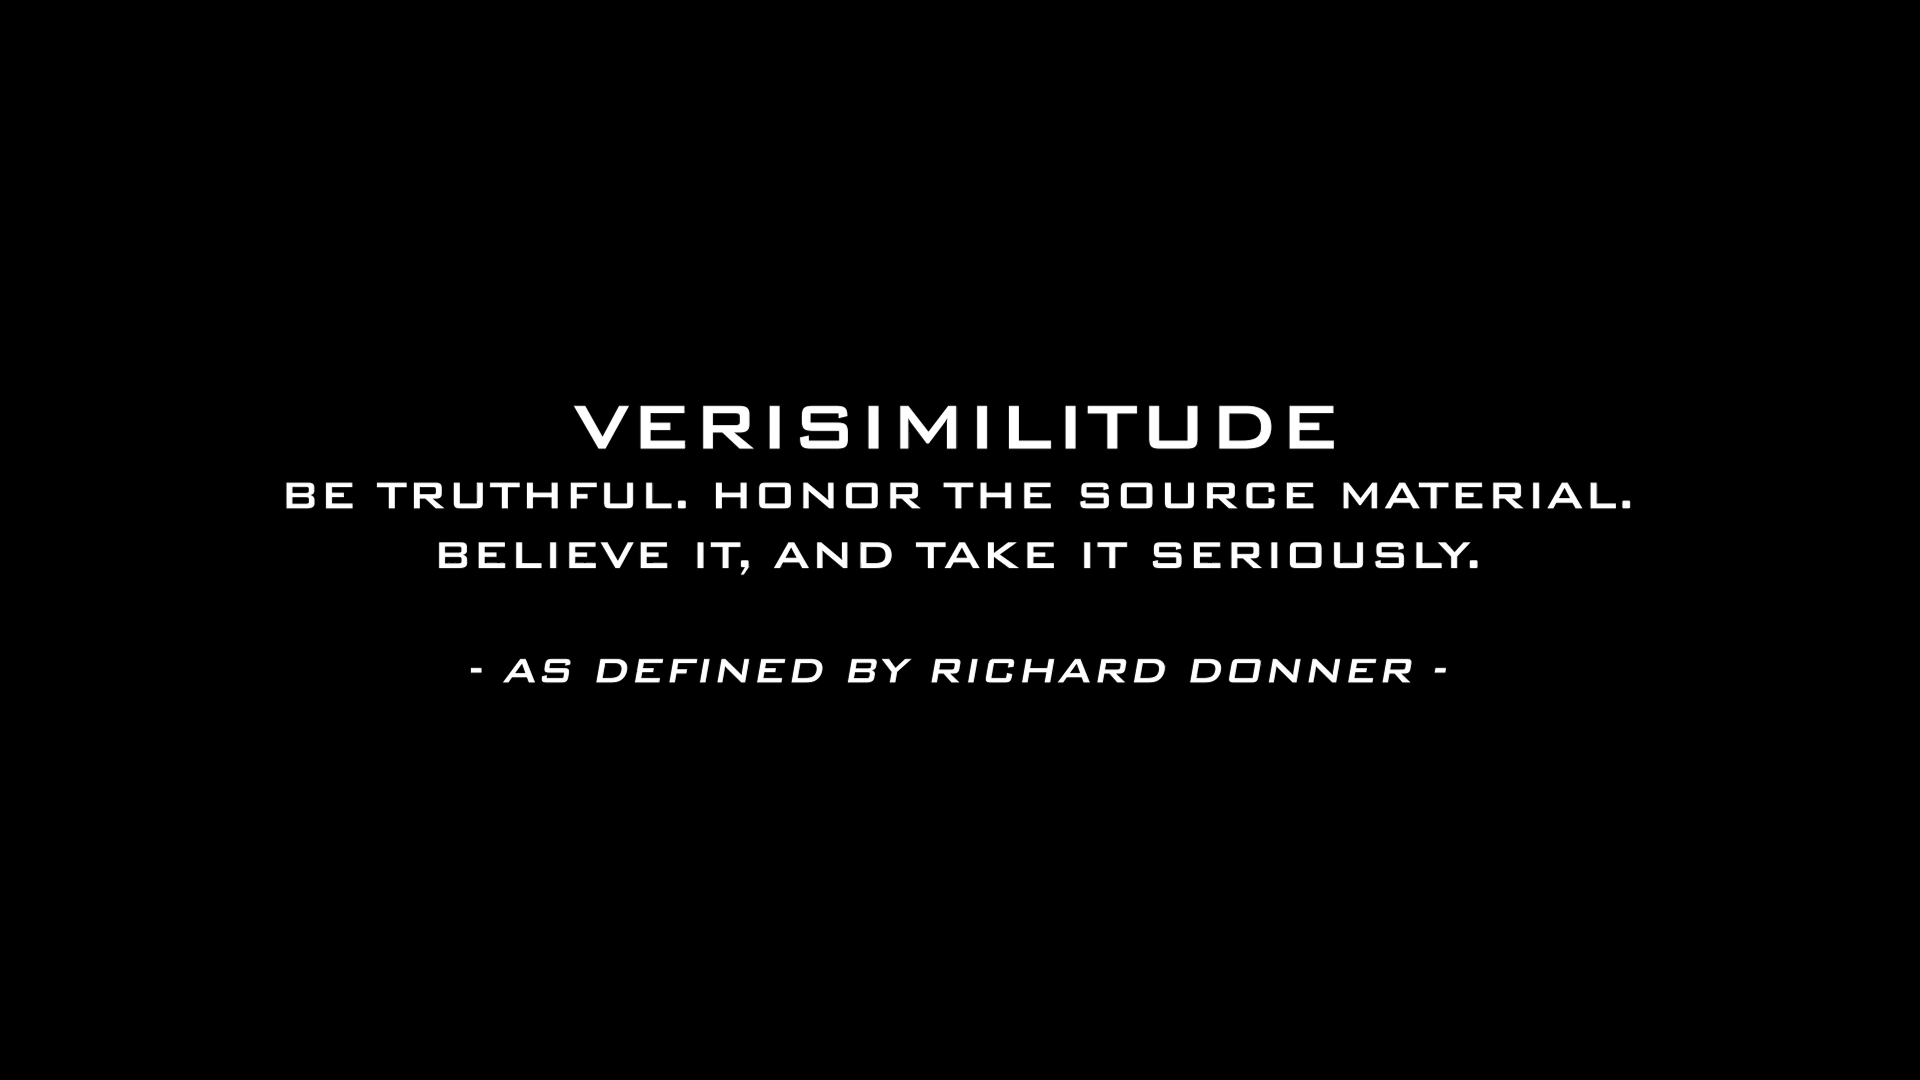 VERISIMILITUDE
BE TRUTHFUL. HONOR THE SOURCE MATERIAL.
BELIEVE IT, AND TAKE IT SERIOUSLY.
- AS DEFINED BY RICHARD DONNER -